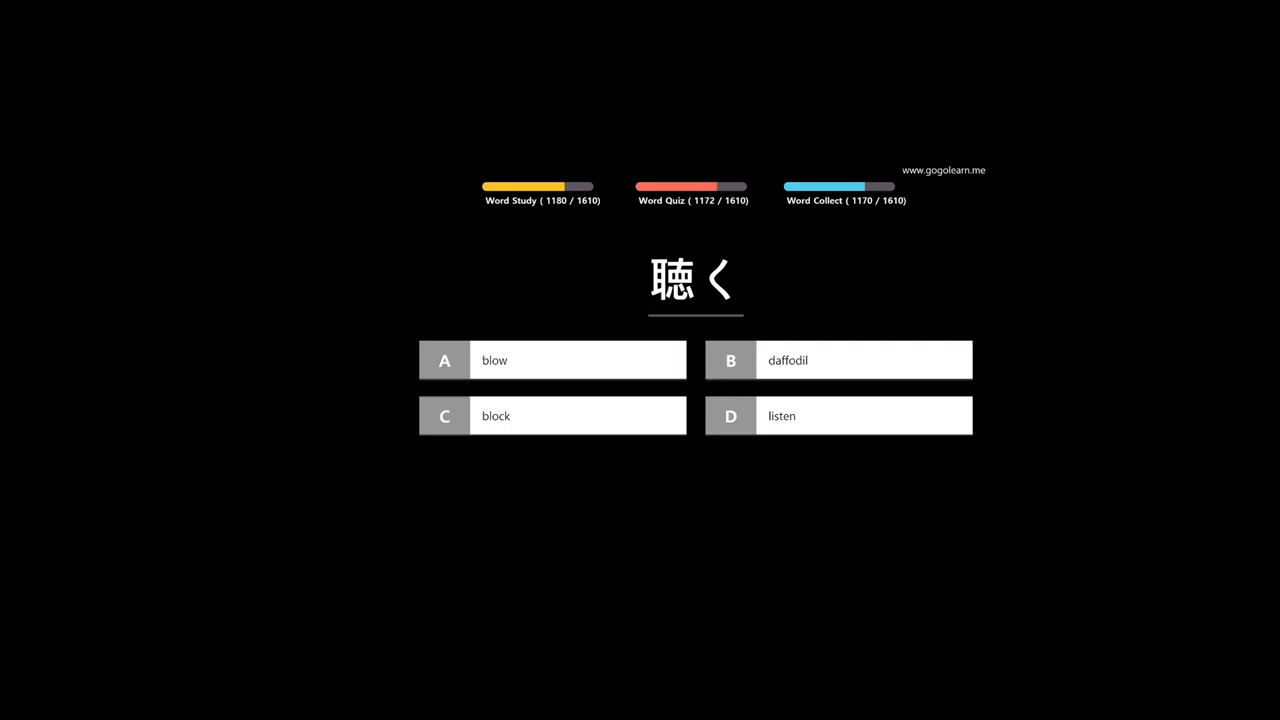 www.gogolearn.me
Word Study ( 1180 / 1610)
Word Quiz ( 1172 / 1610)
Word Collect ( 1170 / 1610)
聴く
A blow
B daffodil
C block
D listen